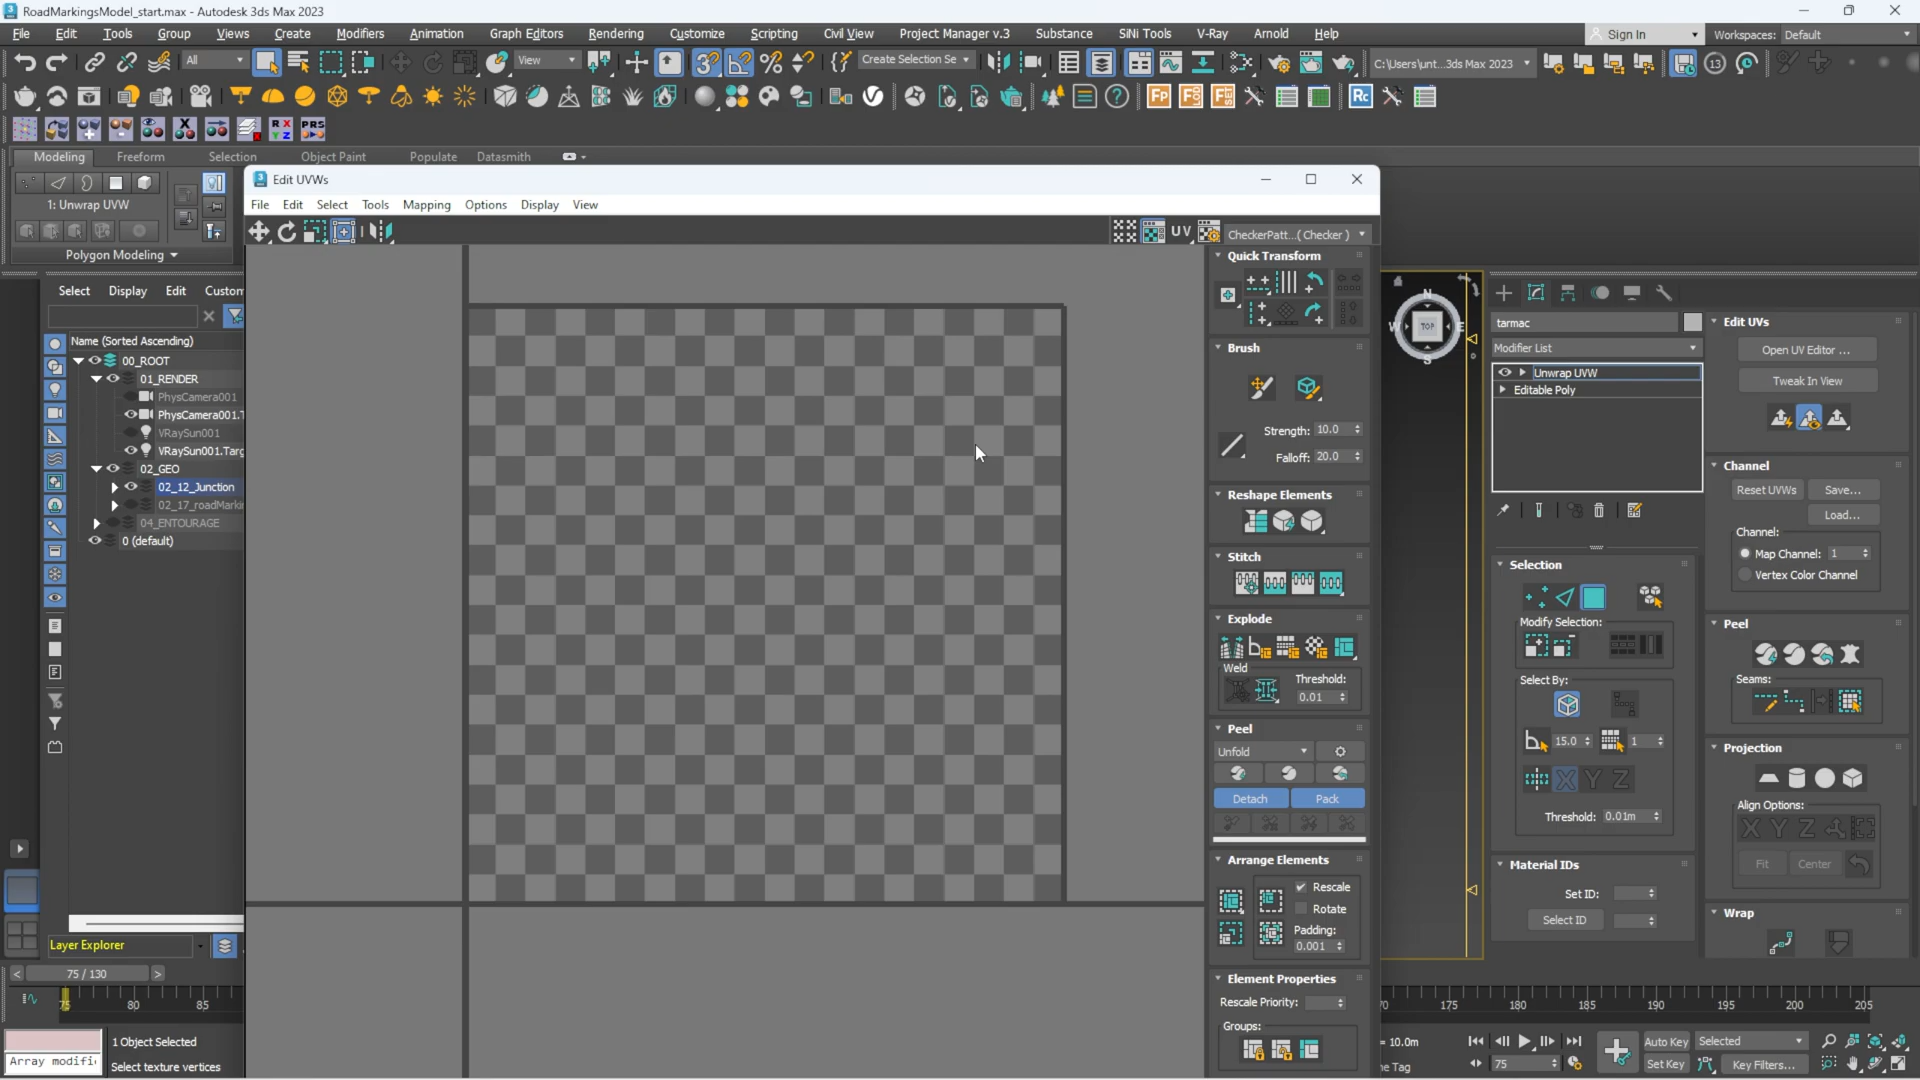 RoadMarkingsModel_start.max - Autodesk 3ds Max 2023
File Edit Tools Group Views Create Modifiers Animation Graph Editors Rendering Customize Scripting Civil View Project Manager v.3 Substance SiNi Tools V-Ray Arnold Help
Sign In Workspaces: Default
All View Create Selection Se C:\Users\unt...3ds Max 2023
13
Fp
Rc
R X
Y Z
PRS
Modeling Freeform Selection Object Paint Populate Datasmith
1: Unwrap UVW
Polygon Modeling
Edit UVWs
File Edit Select Tools Mapping Options Display View
UV CheckerPatt...( Checker )
Quick Transform
Brush
Strength: 10.0
Falloff: 20.0
Reshape Elements
Stitch
Explode
Weld
Threshold:
0.01
Peel
Unfold
Detach Pack
Arrange Elements
Rescale
Rotate
Padding:
0.001
Element Properties
Rescale Priority:
Groups:
Select Display Edit Custon
Name (Sorted Ascending)
00_ROOT
01_RENDER
PhysCamera001
PhysCamera001.T
VRaySun001
VRaySun001.Targ
02_GEO
02_12_Junction
02_17_roadMarki
04_ENTOURAGE
0 (default)
Layer Explorer
75 / 130
75 80 85
Array modifi
1 Object Selected
Select texture vertices
N
W TOP E
S
tarmac
Modifier List
Unwrap UVW
Editable Poly
Selection
Modify Selection:
Select By:
15.0 1
X Y Z
Threshold: 0.01m
Material IDs
Set ID:
Select ID
Edit UVs
Open UV Editor ...
Tweak In View
Channel
Reset UVWs Save...
Load...
Channel:
Map Channel: 1
Vertex Color Channel
Peel
Seams:
Projection
Align Options:
X Y Z
Fit Center
Wrap
175 180 185 190 195 200 205
= 10.0m
Auto Key Selected
75
Set Key Key Filters...